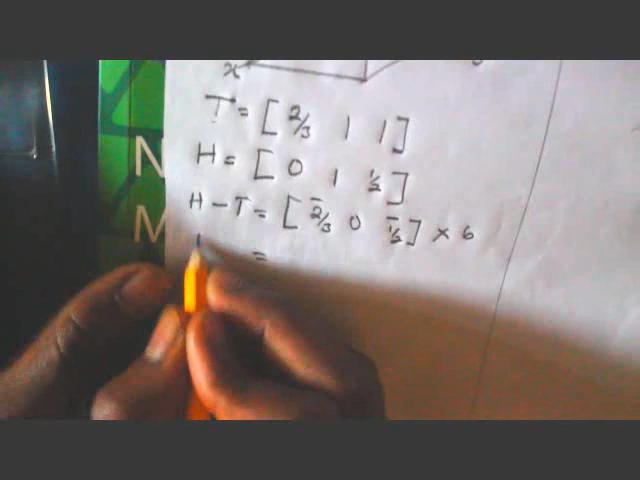 x
T = [ 2/3 1 1 ]
H = [ 0 1 1/2 ]
H - T = [ -2/3 0 -1/2 ] × 6
=
N
M